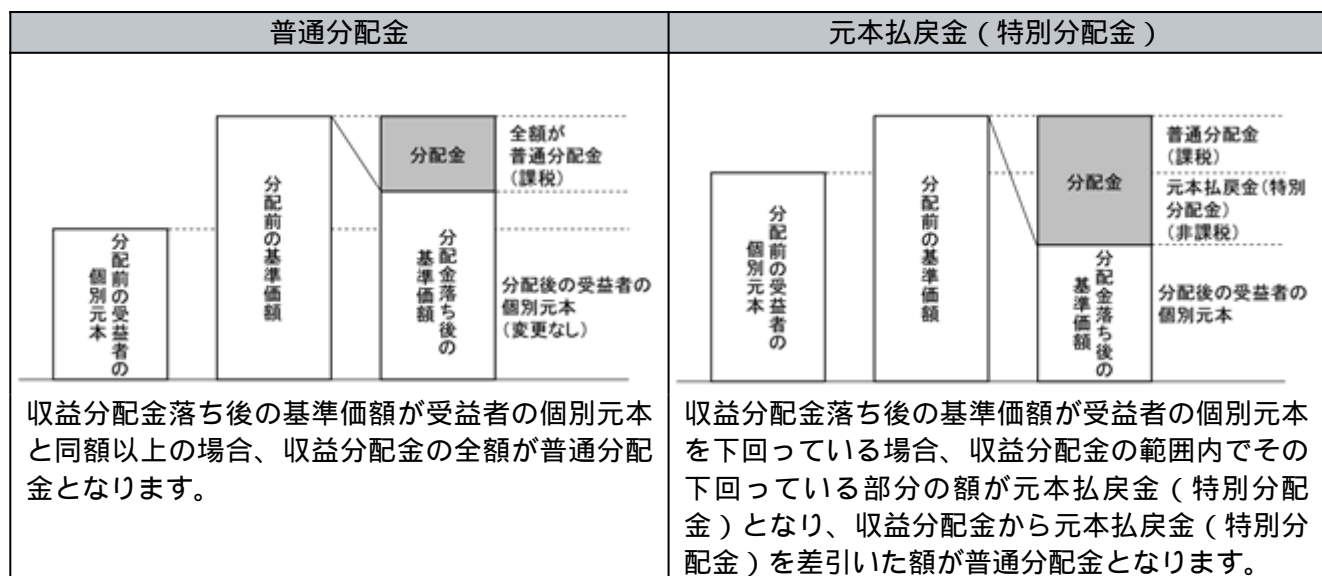 普通分配金
分配前の受益者の
個別元本
分配前の基準価額
分配金
分配金落ち後の
基準価額
全額が
普通分配金
(課税)
分配後の受益者の
個別元本
(変更なし)
収益分配金落ち後の基準価額が受益者の個別元本
と同額以上の場合、収益分配金の全額が普通分配
金となります。
元本払戻金(特別分配金)
分配前の受益者の
個別元本
分配前の基準価額
分配金
分配金落ち後の
基準価額
普通分配金
(課税)
元本払戻金(特別
分配金)
(非課税)
分配後の受益者の
個別元本
収益分配金落ち後の基準価額が受益者の個別元本
を下回っている場合、収益分配金の範囲内でその
下回っている部分の額が元本払戻金(特別分配
金)となり、収益分配金から元本払戻金(特別分
配金)を差引いた額が普通分配金となります。